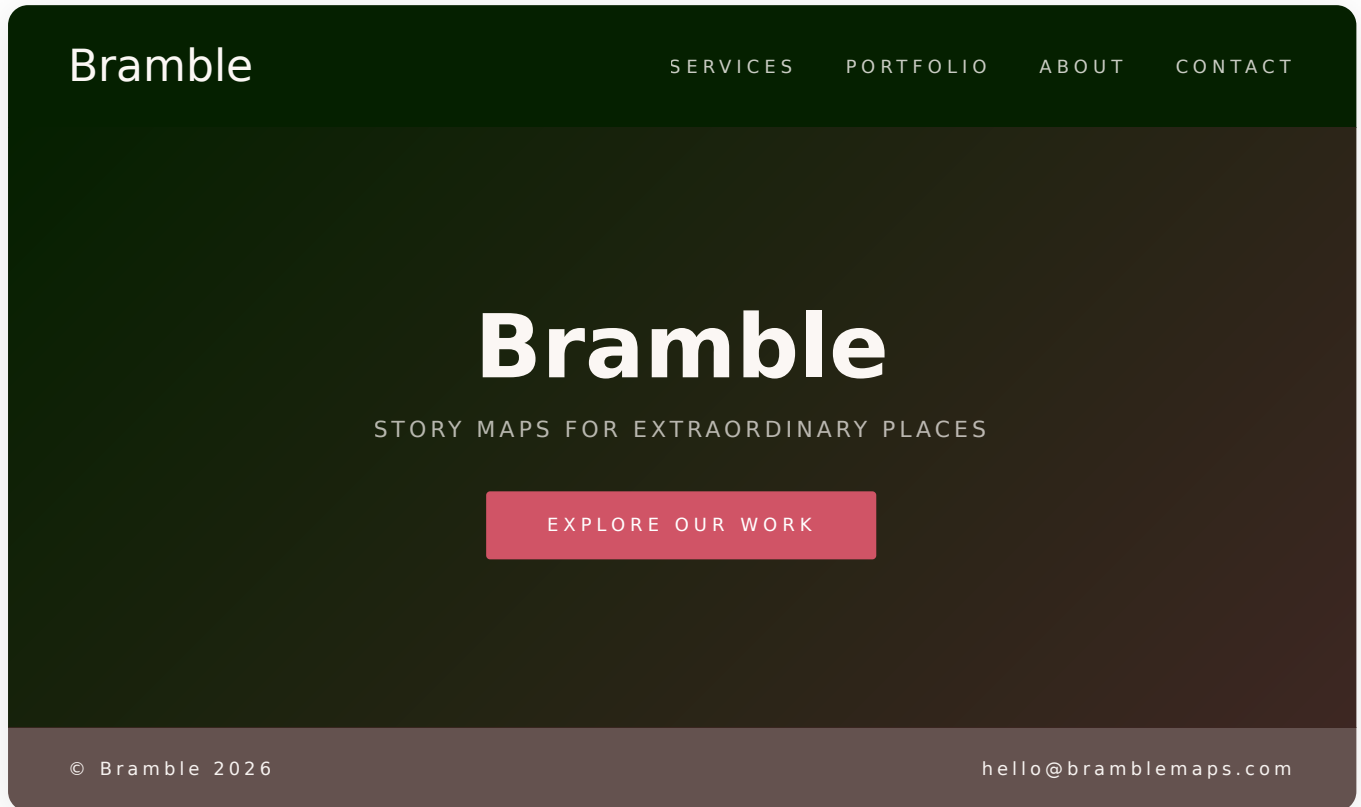 Bramble
SERVICES PORTFOLIO ABOUT CONTACT
Bramble
STORY MAPS FOR EXTRAORDINARY PLACES
EXPLORE OUR WORK
© Bramble 2026
hello@bramblemaps.com